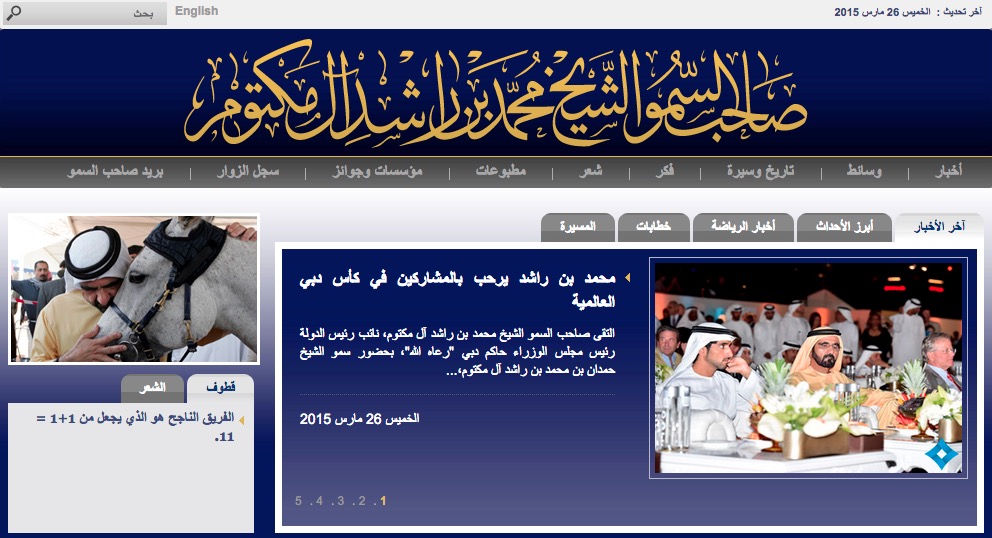 آخر تحديث : الخميس 26 مارس 2015
English
بحث
صاحب السمو الشيخ محمد بن راشد آل مكتوم
أخبار | وسائط | تاريخ وسيرة | فكر | شعر | مطبوعات | مؤسسات وجوائز | سجل الزوار | بريد صاحب السمو
آخر الأخبار
أبرز الأحداث
أخبار الرياضة
خطابات
المسيرة
محمد بن راشد يرحب بالمشاركين في كأس دبي
العالمية
التقى صاحب السمو الشيخ محمد بن راشد آل مكتوم، نائب رئيس الدولة
رئيس مجلس الوزراء حاكم دبي "رعاه الله"، بحضور سمو الشيخ
حمدان بن محمد بن راشد آل مكتوم،...
الخميس 26 مارس 2015
1 . 2 . 3 . 4 . 5
قطوف
الشعر
الفريق الناجح هو الذي يجعل من 1+1 =
11.